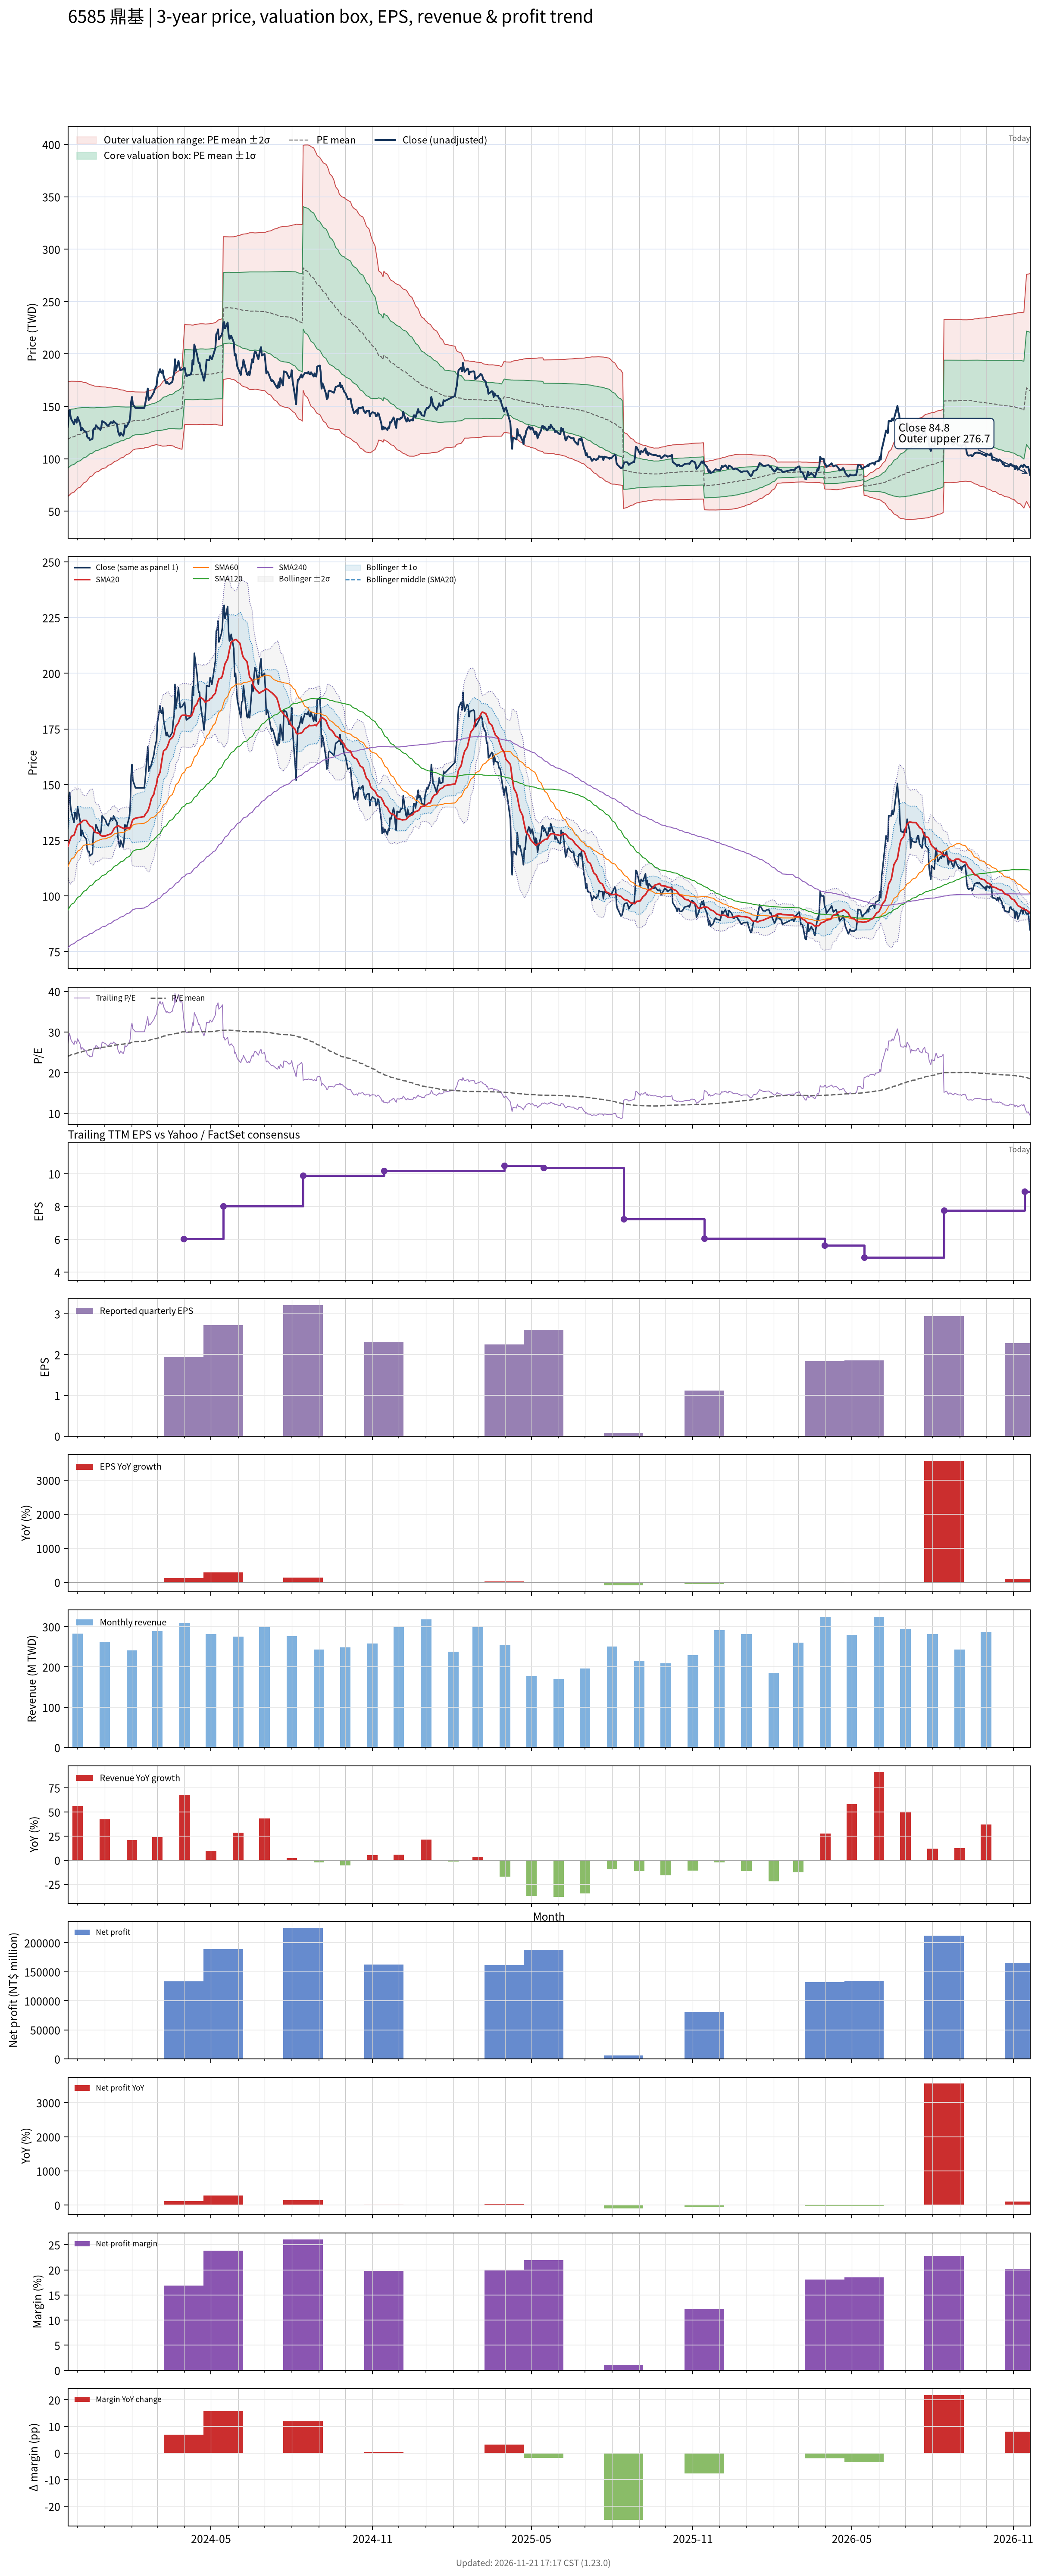 6585 鼎基 | 3-year price, valuation box, EPS, revenue & profit trend
Outer valuation range: PE mean ±2σ
PE mean
Close (unadjusted)
Core valuation box: PE mean ±1σ
Today
400
350
300
250
200
150
100
50
Price (TWD)
Close 84.8
Outer upper 276.7
Close (same as panel 1)
SMA20
SMA60
SMA120
SMA240
Bollinger ±2σ
Bollinger ±1σ
Bollinger middle (SMA20)
250
225
200
175
150
125
100
75
Price
Trailing P/E
P/E mean
40
30
20
10
P/E
Trailing TTM EPS vs Yahoo / FactSet consensus
Today
10
8
6
4
EPS
Reported quarterly EPS
3
2
1
0
EPS
EPS YoY growth
3000
2000
1000
0
YoY (%)
Monthly revenue
300
200
100
0
Revenue (M TWD)
Revenue YoY growth
75
50
25
0
-25
YoY (%)
Month
Net profit
200000
150000
100000
50000
0
Net profit (NT$ million)
Net profit YoY
3000
2000
1000
0
YoY (%)
Net profit margin
25
20
15
10
5
0
Margin (%)
Margin YoY change
20
10
0
-10
-20
Δ margin (pp)
2024-05
2024-11
2025-05
2025-11
2026-05
2026-11
Updated: 2026-11-21 17:17 CST (1.23.0)